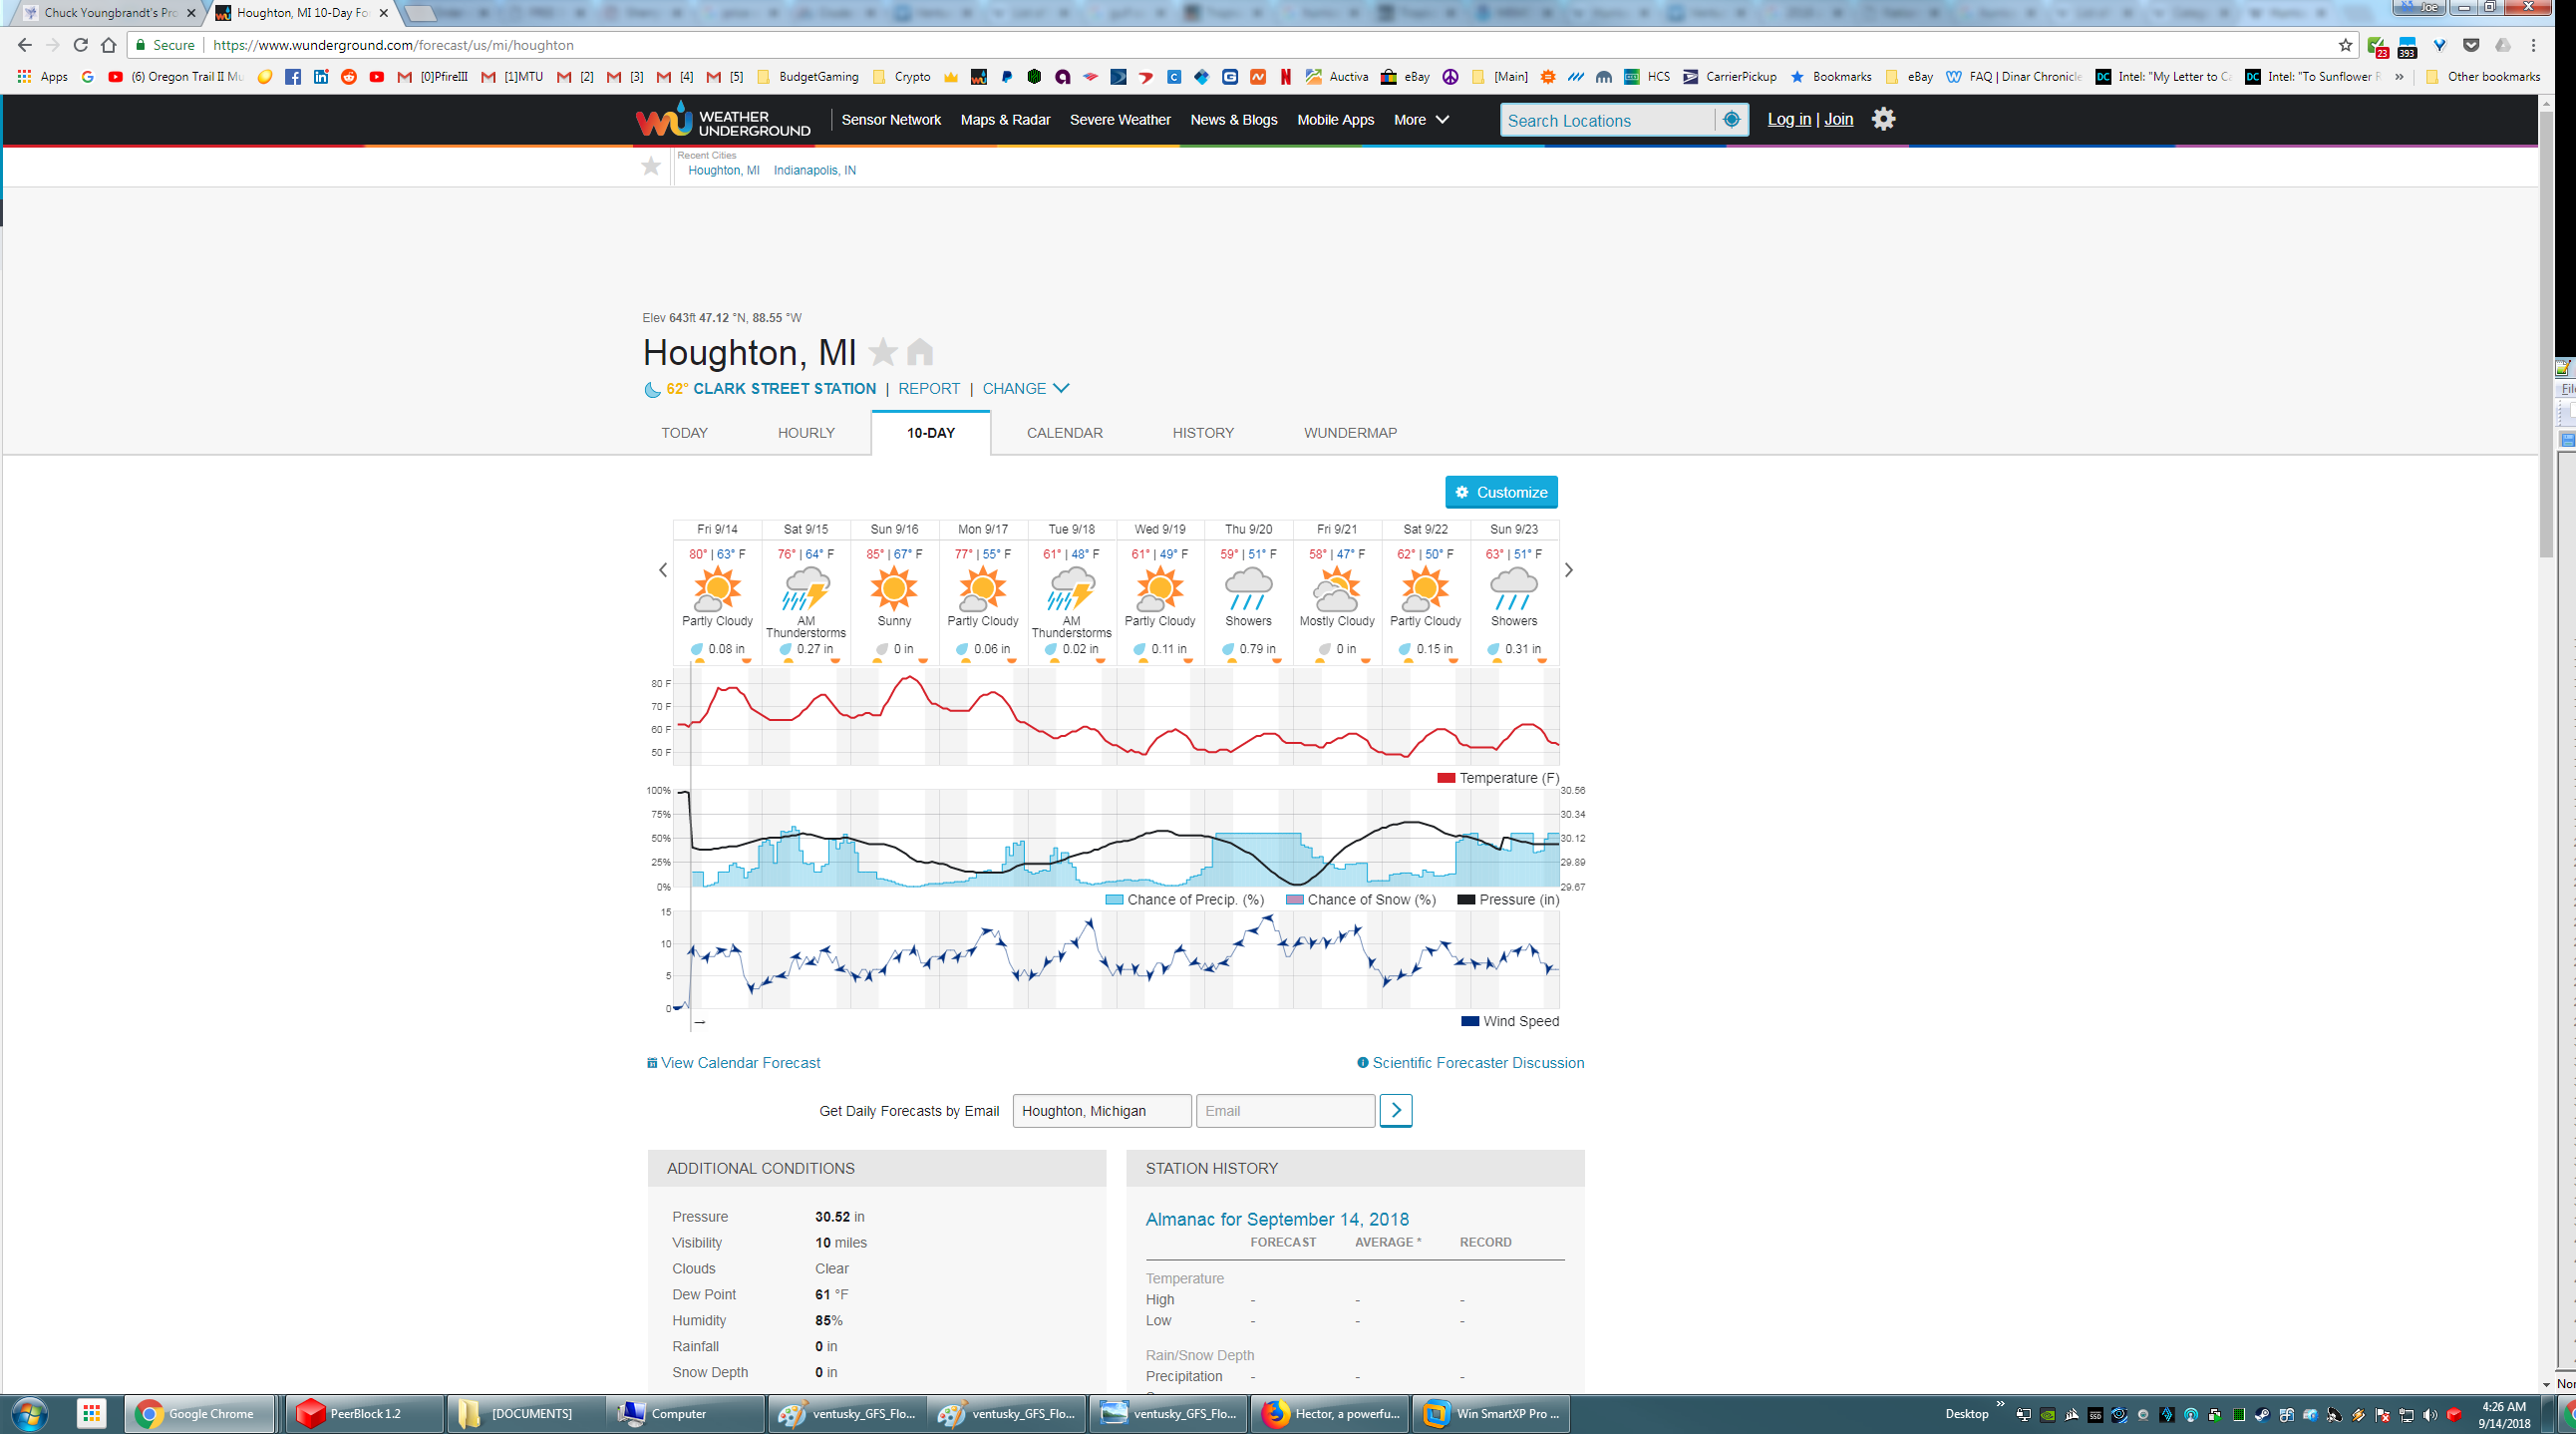 Chuck Youngbrandt's Pro
Houghton, MI 10-Day Fo
Joe
Secure
https://www.wunderground.com/forecast/us/mi/houghton
23
393
Apps
(6) Oregon Trail II Mu
[0]PfireIII
[1]MTU
[2]
[3]
[4]
[5]
BudgetGaming
Crypto
Auctiva
eBay
[Main]
HCS
CarrierPickup
Bookmarks
eBay
FAQ | Dinar Chronicle
Intel: "My Letter to Ca
Intel: "To Sunflower R
Other bookmarks
WEATHER
UNDERGROUND
Sensor Network
Maps & Radar
Severe Weather
News & Blogs
Mobile Apps
More
Search Locations
Log in | Join
Recent Cities
Houghton, MI Indianapolis, IN
Elev 643ft 47.12 °N, 88.55 °W
Houghton, MI
62° CLARK STREET STATION | REPORT | CHANGE
TODAY HOURLY 10-DAY CALENDAR HISTORY WUNDERMAP
Customize
Fri 9/14 Sat 9/15 Sun 9/16 Mon 9/17 Tue 9/18 Wed 9/19 Thu 9/20 Fri 9/21 Sat 9/22 Sun 9/23
80° | 63° F 76° | 64° F 85° | 67° F 77° | 55° F 61° | 48° F 61° | 49° F 59° | 51° F 58° | 47° F 62° | 50° F 63° | 51° F
Partly Cloudy AM Thunderstorms Sunny Partly Cloudy AM Thunderstorms Partly Cloudy Showers Mostly Cloudy Partly Cloudy Showers
0.08 in 0.27 in 0 in 0.06 in 0.02 in 0.11 in 0.79 in 0 in 0.15 in 0.31 in
80 F
70 F
60 F
50 F
Temperature (F)
100% 30.56
75% 30.34
50% 30.12
25% 29.89
0% 29.67
Chance of Precip. (%) Chance of Snow (%) Pressure (in)
15
10
5
0
Wind Speed
View Calendar Forecast
Scientific Forecaster Discussion
Get Daily Forecasts by Email
Houghton, Michigan
Email
ADDITIONAL CONDITIONS
Pressure 30.52 in
Visibility 10 miles
Clouds Clear
Dew Point 61 °F
Humidity 85%
Rainfall 0 in
Snow Depth 0 in
STATION HISTORY
Almanac for September 14, 2018
FORECAST AVERAGE * RECORD
Temperature
High - - -
Low - - -
Rain/Snow Depth
Precipitation - - -
Google Chrome
PeerBlock 1.2
[DOCUMENTS]
Computer
ventusky_GFS_Flo...
ventusky_GFS_Flo...
ventusky_GFS_Flo...
Hector, a powerfu...
Win SmartXP Pro ...
Desktop
4:26 AM
9/14/2018